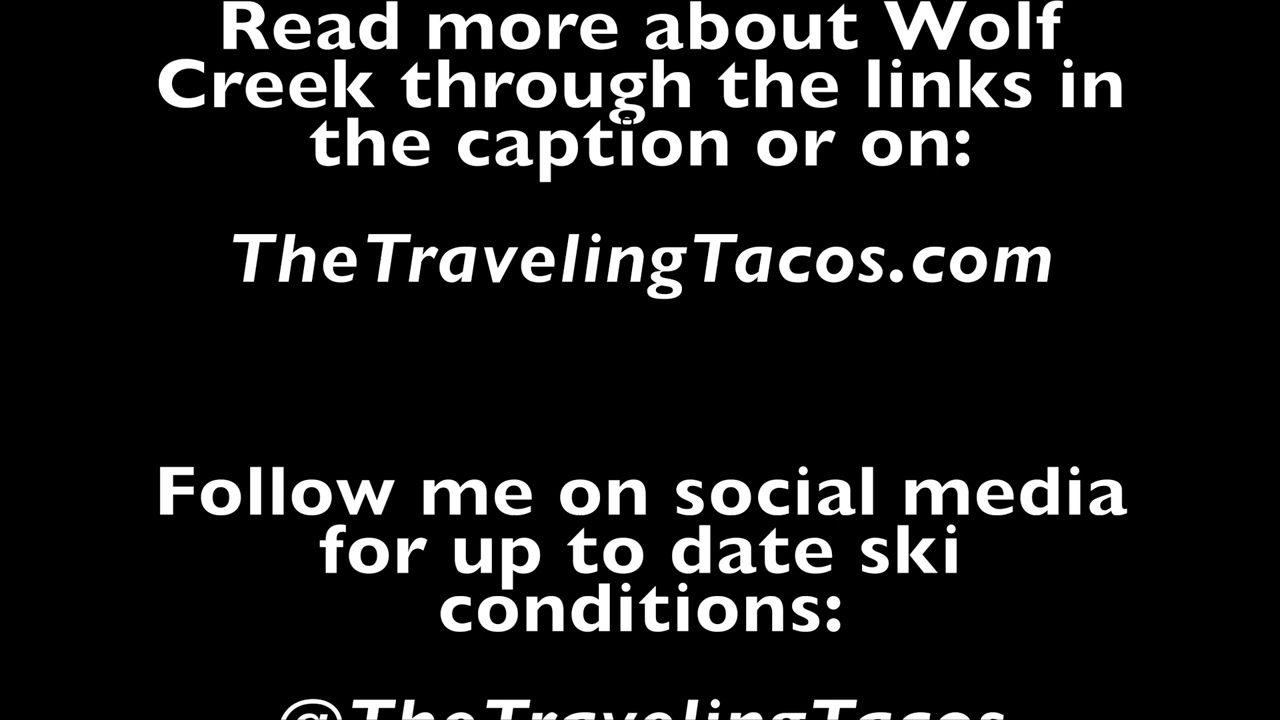 Read more about Wolf
Creek through the links in
the caption or on:
TheTravelingTacos.com
Follow me on social media
for up to date ski
conditions:
@TheTravelingTacos